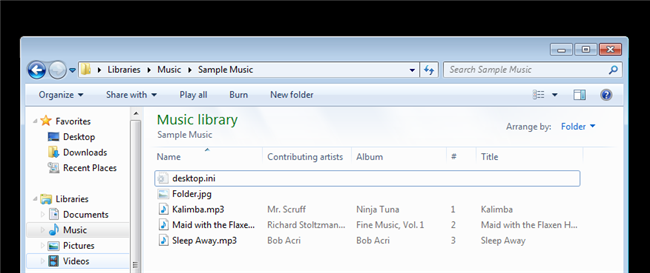 Libraries Music Sample Music Search Sample Music
Organize Share with Play all Burn New folder
Favorites
Desktop
Downloads
Recent Places
Libraries
Documents
Music
Pictures
Videos
Music library
Sample Music
Arrange by: Folder
Name Contributing artists Album # Title
desktop.ini
Folder.jpg
Kalimba.mp3 Mr. Scruff Ninja Tuna 1 Kalimba
Maid with the Flaxe... Richard Stoltzman... Fine Music, Vol. 1 2 Maid with the Flaxen H...
Sleep Away.mp3 Bob Acri Bob Acri 3 Sleep Away